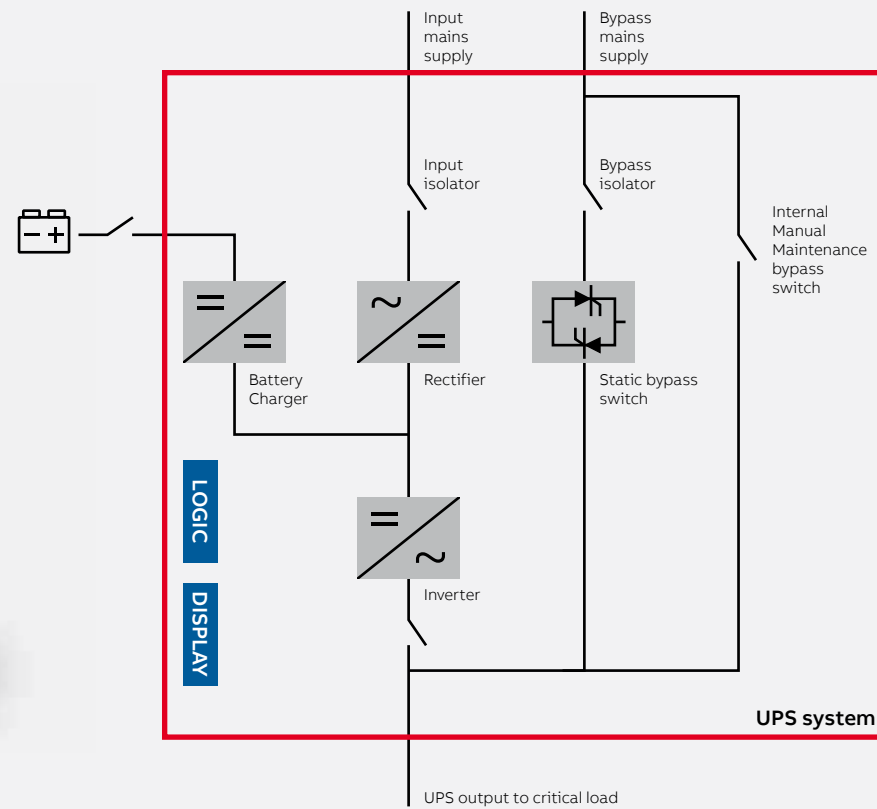 Input
mains
supply
Bypass
mains
supply
Input
isolator
Bypass
isolator
Internal
Manual
Maintenance
bypass
switch
Battery
Charger
Rectifier
Static bypass
switch
LOGIC
Inverter
DISPLAY
UPS system
UPS output to critical load